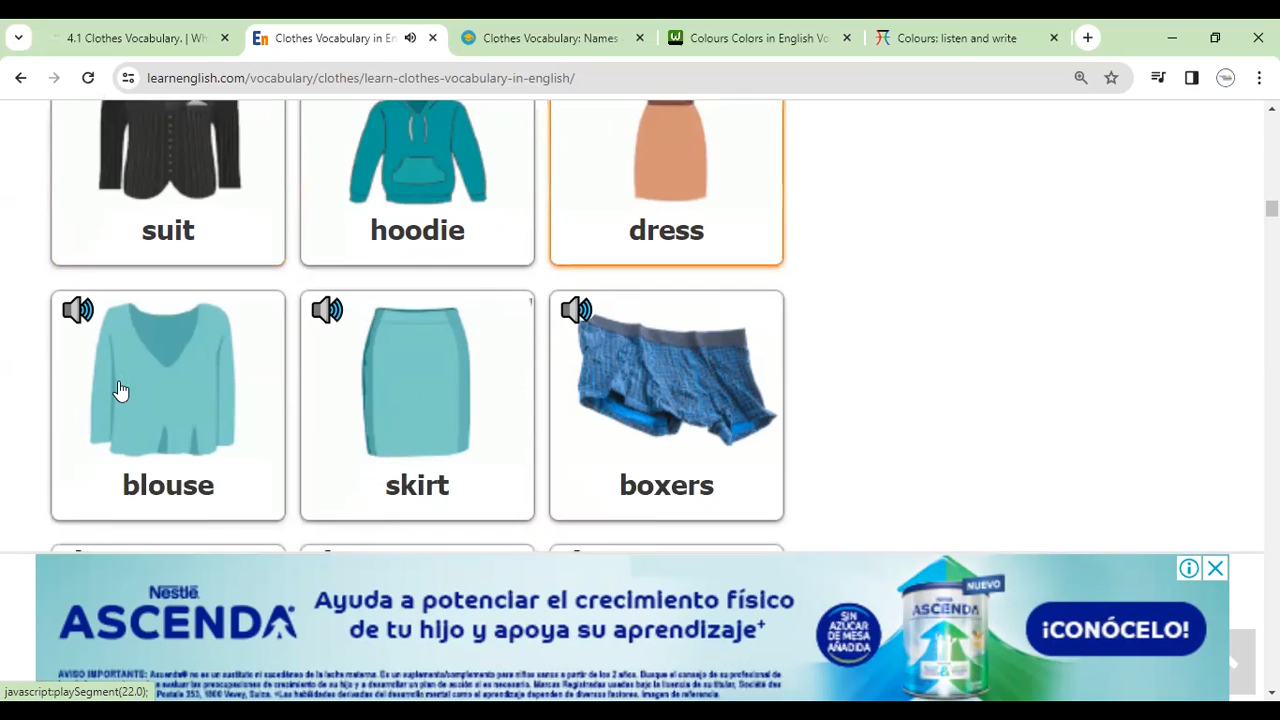 4.1 Clothes Vocabulary. | Wh
Clothes Vocabulary in En
Clothes Vocabulary: Names
Colours Colors in English Vo
Colours: listen and write
learnenglish.com/vocabulary/clothes/learn-clothes-vocabulary-in-english/
suit
hoodie
dress
blouse
skirt
boxers
Nestlé
ASCENDA
Ayuda a potenciar el crecimiento físico
de tu hijo y apoya su aprendizaje+
SIN
AZÚCAR
DE MESA
AÑADIDA
NUEVO
Nestlé
ASCENDA
¡CONÓCELO!
javascript:playSegment(22.0);